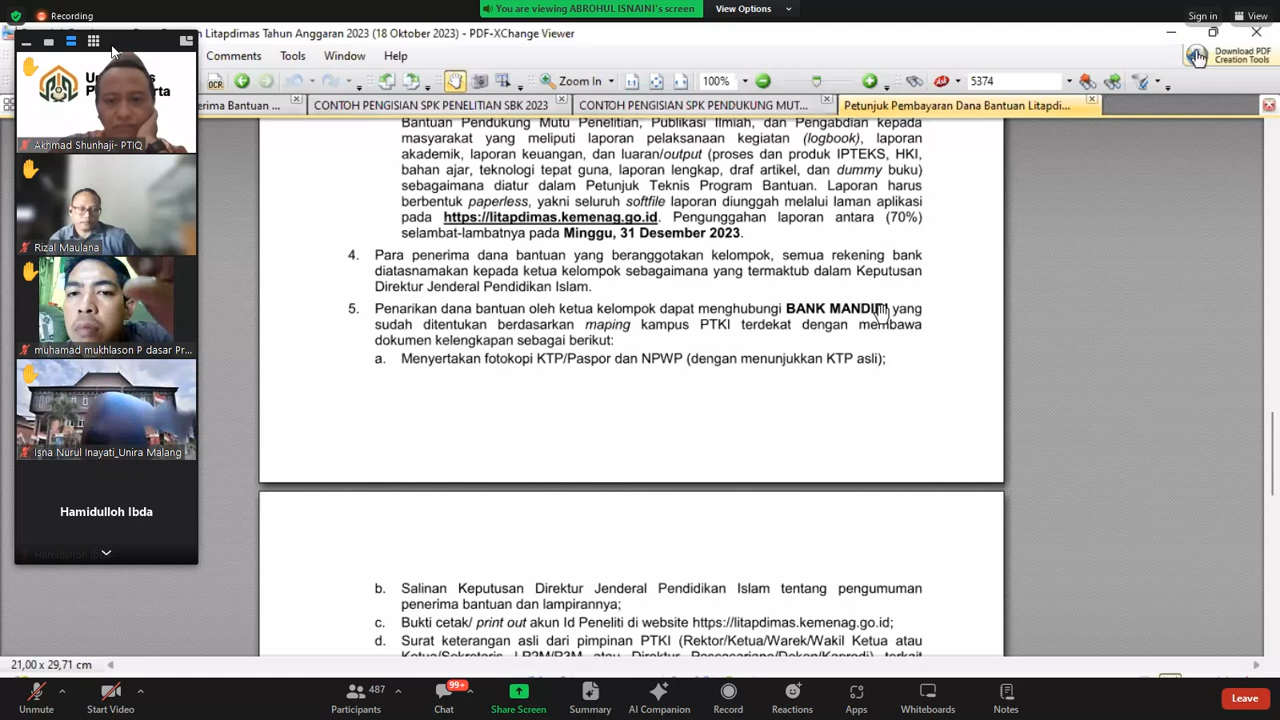 Recording
You are viewing ABROHUL ISNAINI's screen
View Options
Sign in
View
Litapdimas Tahun Anggaran 2023 (18 Oktober 2023) - PDF-XChange Viewer
Comments Tools Window Help
Download PDF
Creation Tools
OCR
Zoom In
100%
5374
erima Bantuan ...
CONTOH PENGISIAN SPK PENELITIAN SBK 2023
CONTOH PENGISIAN SPK PENDUKUNG MUT...
Petunjuk Pembayaran Dana Bantuan Litapdi...
Akhmad Shunhaji- PTIQ
Rizal Maulana
muhamad mukhlason P dasar Pr...
Isna Nurul Inayati_Unira Malang
Hamidulloh Ibda
Bantuan Pendukung Mutu Penelitian, Publikasi Ilmiah, dan Pengabdian kepada
masyarakat yang meliputi laporan pelaksanaan kegiatan (logbook), laporan
akademik, laporan keuangan, dan luaran/output (proses dan produk IPTEKS, HKI,
bahan ajar, teknologi tepat guna, laporan lengkap, draf artikel, dan dummy buku)
sebagaimana diatur dalam Petunjuk Teknis Program Bantuan. Laporan harus
berbentuk paperless, yakni seluruh softfile laporan diunggah melalui laman aplikasi
pada https://litapdimas.kemenag.go.id. Pengunggahan laporan antara (70%)
selambat-lambatnya pada Minggu, 31 Desember 2023.
4. Para penerima dana bantuan yang beranggotakan kelompok, semua rekening bank
diatasnamakan kepada ketua kelompok sebagaimana yang termaktub dalam Keputusan
Direktur Jenderal Pendidikan Islam.
5. Penarikan dana bantuan oleh ketua kelompok dapat menghubungi BANK MANDIRI yang
sudah ditentukan berdasarkan maping kampus PTKI terdekat dengan membawa
dokumen kelengkapan sebagai berikut:
a. Menyertakan fotokopi KTP/Paspor dan NPWP (dengan menunjukkan KTP asli);
b. Salinan Keputusan Direktur Jenderal Pendidikan Islam tentang pengumuman
penerima bantuan dan lampirannya;
c. Bukti cetak/ print out akun Id Peneliti di website https://litapdimas.kemenag.go.id;
d. Surat keterangan asli dari pimpinan PTKI (Rektor/Ketua/Warek/Wakil Ketua atau
Ketua/Sekretaris LP2M/P3M atau Direktur Pascasarjana/Dekan/Kaprodi) terkait
21,00 x 29,71 cm
Unmute
Start Video
Participants
487
Chat
99+
Share Screen
Summary
AI Companion
Record
Reactions
Apps
Whiteboards
Notes
Leave